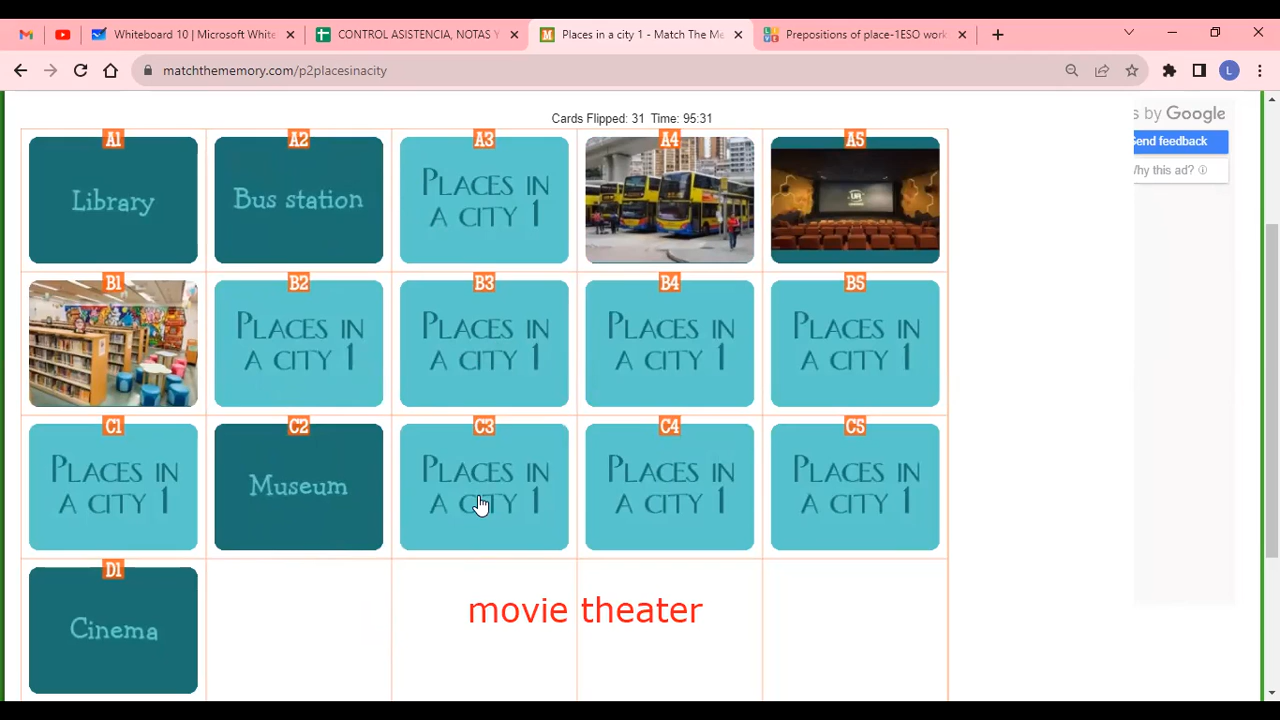 Whiteboard 10 | Microsoft White
CONTROL ASISTENCIA, NOTAS Y
Places in a city 1 - Match The Me
Prepositions of place-1ESO work
matchthememory.com/p2placesinacity
L
s by Google
Send feedback
Why this ad?
Cards Flipped: 31 Time: 95:31
A1
A2
A3
A4
A5
Library
Bus station
PLACES IN
A CITY 1
B1
B2
B3
B4
B5
PLACES IN
A CITY 1
PLACES IN
A CITY 1
PLACES IN
A CITY 1
PLACES IN
A CITY 1
C1
C2
C3
C4
C5
PLACES IN
A CITY 1
Museum
PLACES IN
A CITY 1
PLACES IN
A CITY 1
PLACES IN
A CITY 1
D1
Cinema
movie theater